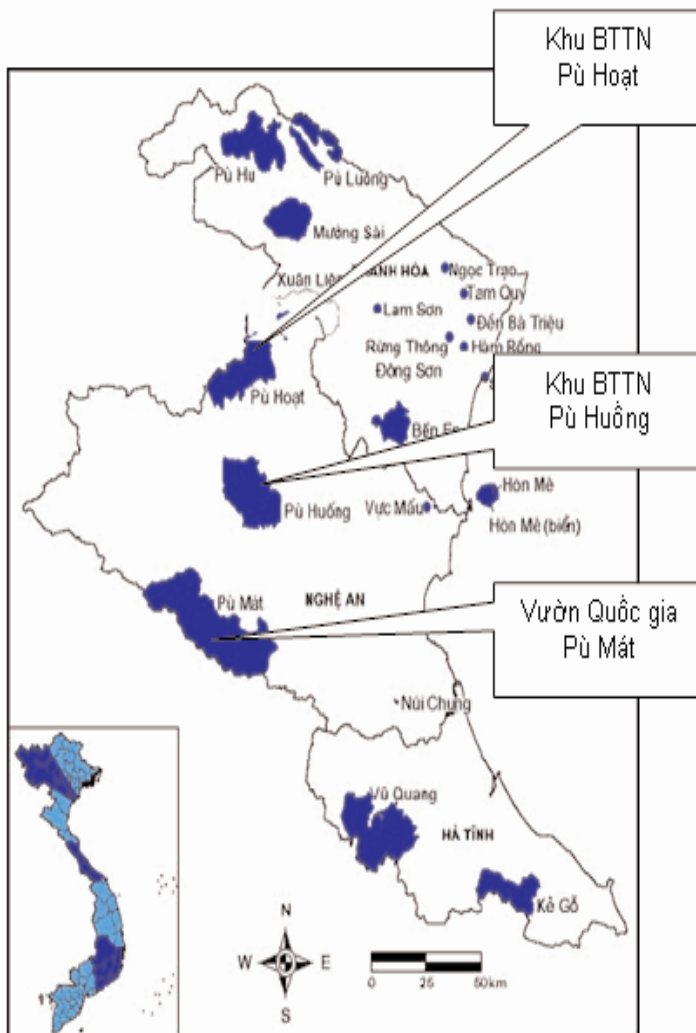 Khu BTTN
Pù Hoạt
Pù Hu
Pù Luông
Mường Sài
Xuân Liên
Ngọc Trạo
Tam Quy
Lam Sơn
Đền Bà Triệu
Rừng Thông
Hàm Rồng
Đông Sơn
Pù Hoạt
Khu BTTN
Pù Huống
Bến En
Pù Huống
Vực Mấu
Hòn Mê
Hòn Mê (biển)
Pù Mát
NGHỆ AN
Vườn Quốc gia
Pù Mát
Núi Chung
Vũ Quang
HÀ TĨNH
Kẻ Gỗ
N
W
E
S
0
25
50km